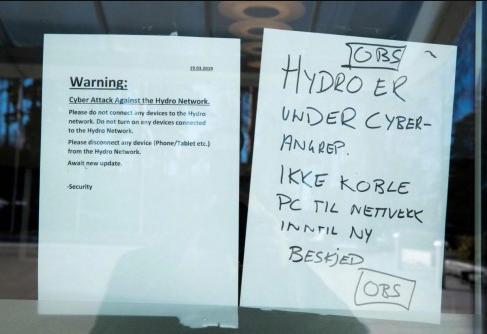 19.03.2019
Warning:
Cyber Attack Against the Hydro Network.
Please do not connect any devices to the Hydro
network. Do not turn on any devices connected
to the Hydro Network.
Please disconnect any device (Phone/Tablet etc.)
from the Hydro Network.
Await new update.
-Security
OBS
HYDRO ER
UNDER CYBER-
ANGREP.
IKKE KOBLE
PC TIL NETTVERK
INNTIL NY
BESKJED
OBS